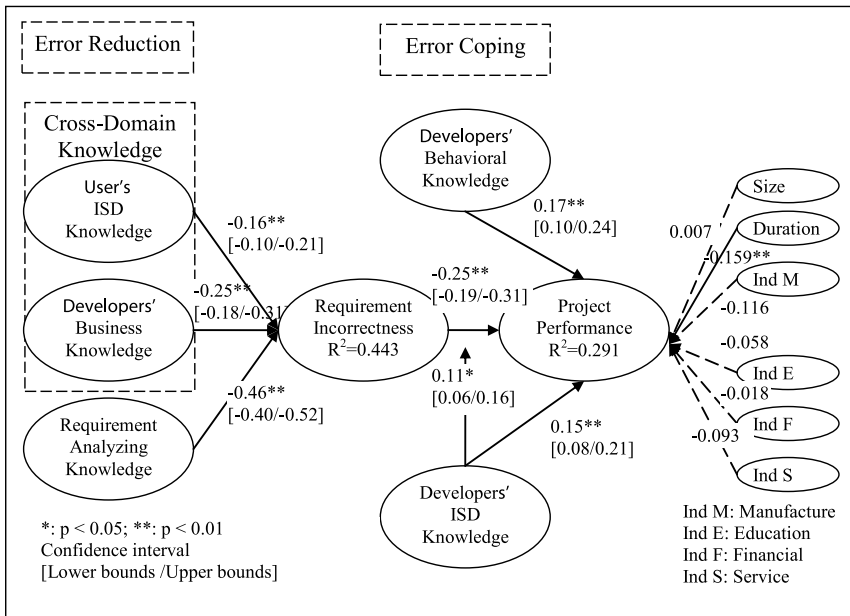 Error Reduction
Error Coping
Cross-Domain
Knowledge
User's
ISD
Knowledge
-0.16**
[-0.10/-0.21]
Developers'
Business
Knowledge
-0.25**
[-0.18/-0.31]
Requirement
Analyzing
Knowledge
-0.46**
[-0.40/-0.52]
Requirement
Incorrectness
R²=0.443
-0.25**
[-0.19/-0.31]
Developers'
Behavioral
Knowledge
0.17**
[0.10/0.24]
Project
Performance
R²=0.291
0.11*
[0.06/0.16]
0.15**
[0.08/0.21]
Developers'
ISD
Knowledge
Size
0.007
Duration
-0.159**
Ind M
-0.116
-0.058
Ind E
-0.018
Ind F
-0.093
Ind S
*: p < 0.05; **: p < 0.01
Confidence interval
[Lower bounds /Upper bounds]
Ind M: Manufacture
Ind E: Education
Ind F: Financial
Ind S: Service